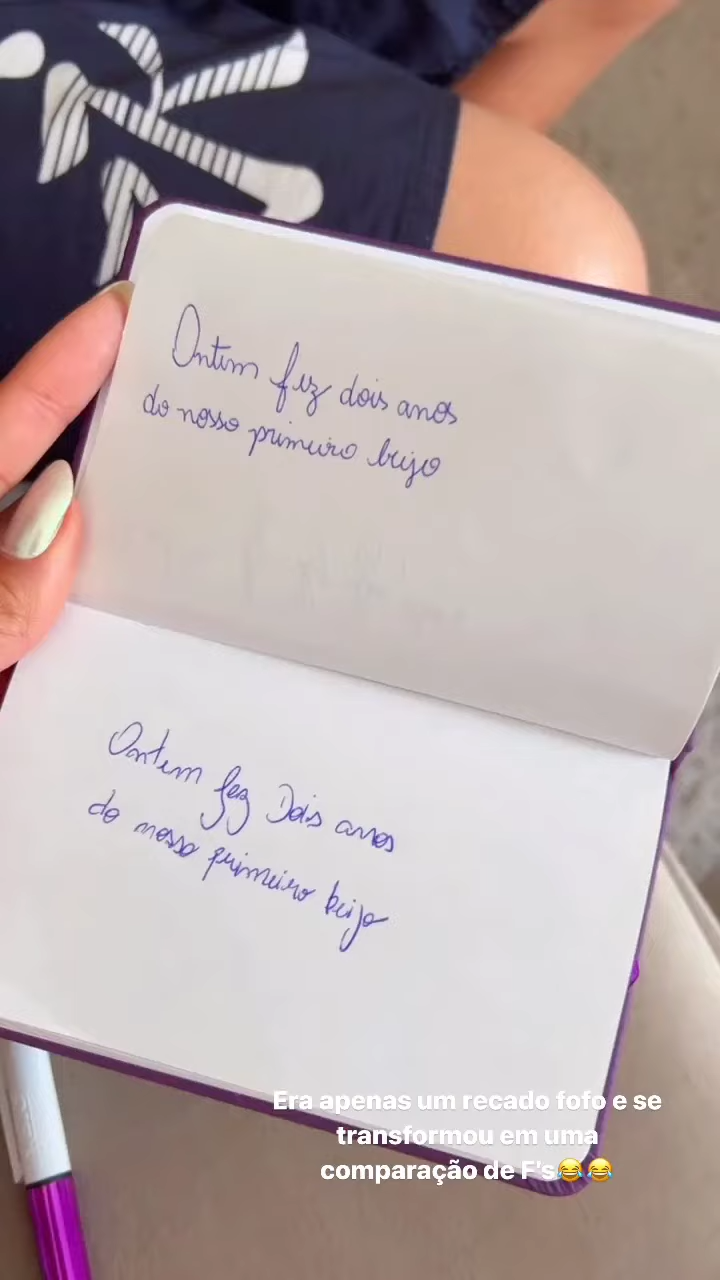 Ontem fez dois anos
do nosso primeiro beijo
Ontem fez Dois anos
do nosso primeiro beijo
Era apenas um recado fofo e se
transformou em uma
comparação de F's😂😂